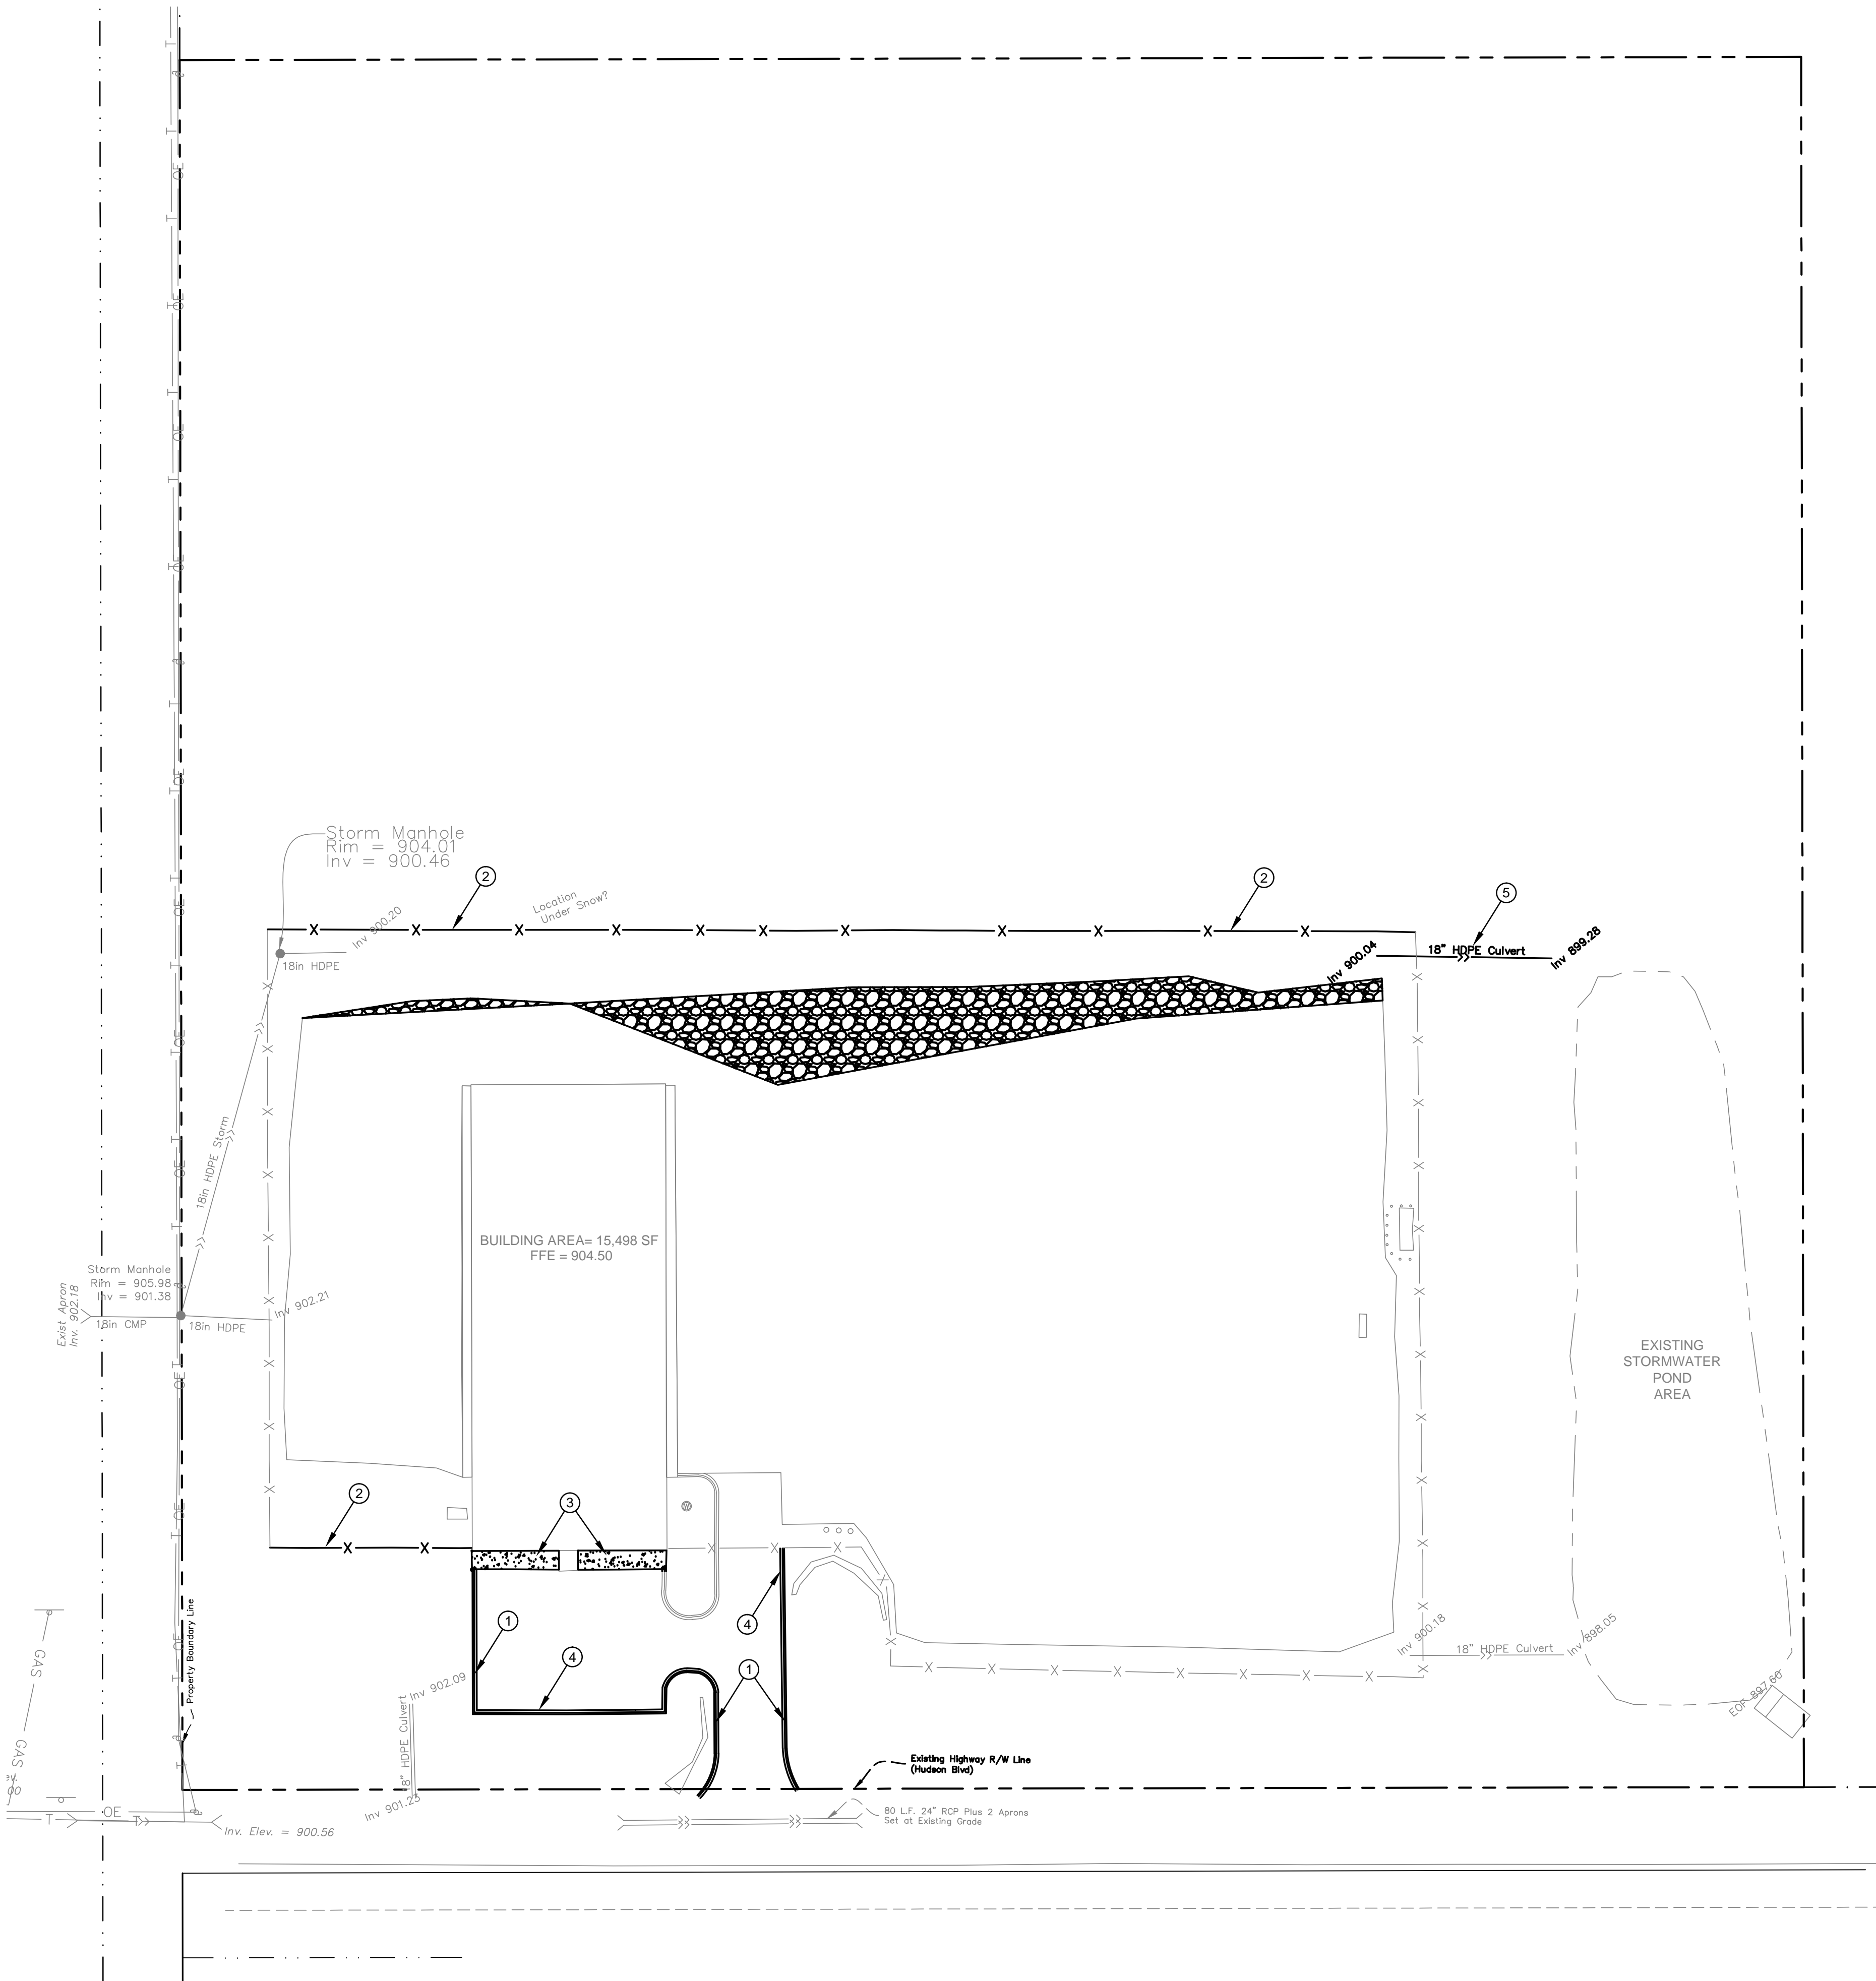 Storm Manhole
Rim = 904.01
Inv = 900.46
2
Location
Under Snow?
2
5
Inv 900.20
18in HDPE
Inv 900.04
18" HDPE Culvert
Inv 899.28
18in HDPE Storm
BUILDING AREA= 15,498 SF
FFE = 904.50
Storm Manhole
Rim = 905.98
Inv = 901.38
Exist Apron
Inv. 902.18
18in CMP
18in HDPE
Inv 902.21
EXISTING
STORMWATER
POND
AREA
2
3
W
1
4
4
1
Property Boundary Line
GAS
GAS
Inv 902.09
18" HDPE Culvert
Inv 901.23
Inv 900.18
18" HDPE Culvert
Inv 898.05
EOF 897.60
Existing Highway R/W Line
(Hudson Blvd)
80 L.F. 24" RCP Plus 2 Aprons
Set at Existing Grade
OE
T
T
Inv. Elev. = 900.56